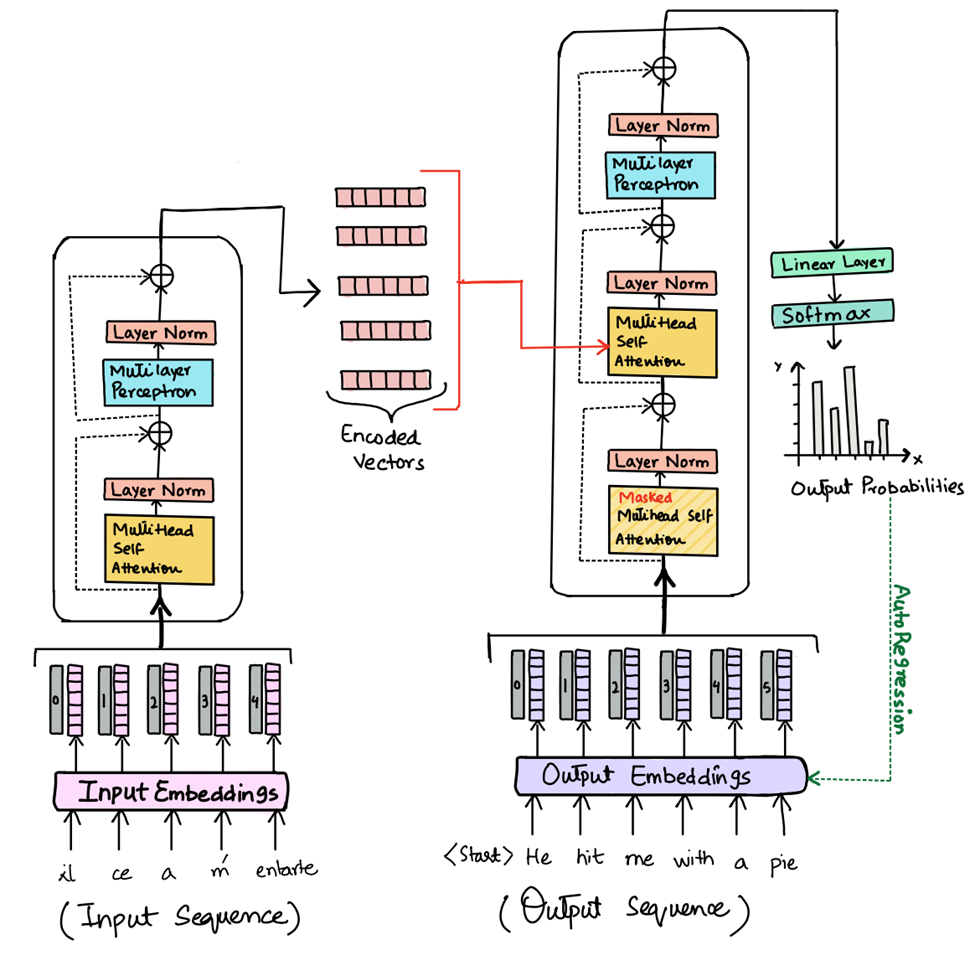 Layer Norm
Multilayer
Perceptron
Layer Norm
MultiHead
Self
Attention
0
1
2
3
4
Input Embeddings
il ce a m' entarte
(Input Sequence)
Encoded
Vectors
Layer Norm
Multilayer
Perceptron
Layer Norm
MultiHead
Self
Attention
Layer Norm
Masked
Multihead Self
Attention
0
1
2
3
4
5
Output Embeddings
<Start> He hit me with a pie
(Output Sequence)
Linear Layer
Softmax
Y
X
Output Probabilities
AutoRegression